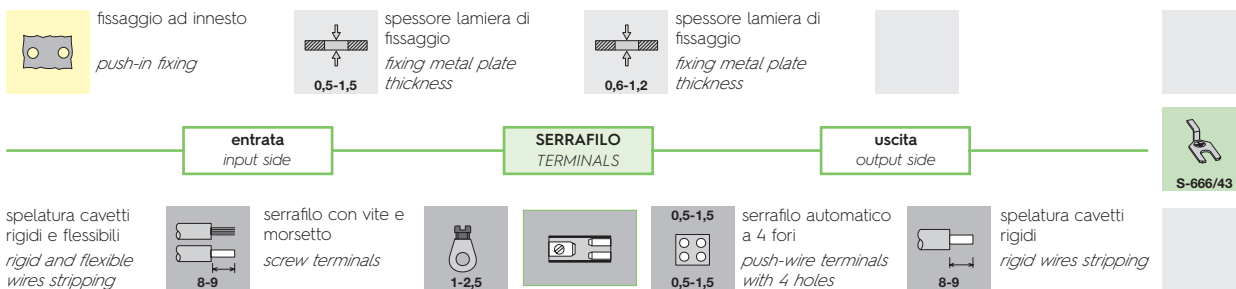 fissaggio ad innesto
push-in fixing
0,5-1,5
spessore lamiera di
fissaggio
fixing metal plate
thickness
0,6-1,2
spessore lamiera di
fissaggio
fixing metal plate
thickness
entrata
input side
SERRAFILO
TERMINALS
uscita
output side
S-666/43
spelatura cavetti
rigidi e flessibili
rigid and flexible
wires stripping
8-9
serrafilo con vite e
morsetto
screw terminals
1-2,5
0,5-1,5
0,5-1,5
serrafilo automatico
a 4 fori
push-wire terminals
with 4 holes
8-9
spelatura cavetti
rigidi
rigid wires stripping